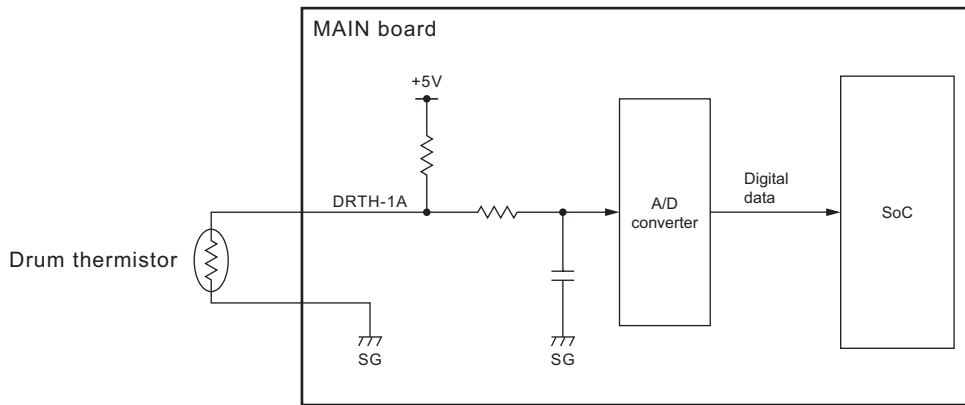 MAIN board
+5V
DRTH-1A
A/D
converter
Digital
data
SoC
Drum thermistor
SG
SG